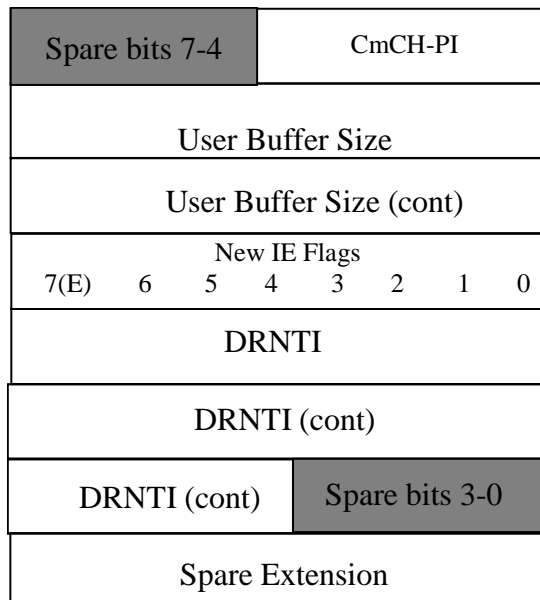 Spare bits 7-4 CmCH-PI
User Buffer Size
User Buffer Size (cont)
New IE Flags
7(E) 6 5 4 3 2 1 0
DRNTI
DRNTI (cont)
DRNTI (cont) Spare bits 3-0
Spare Extension